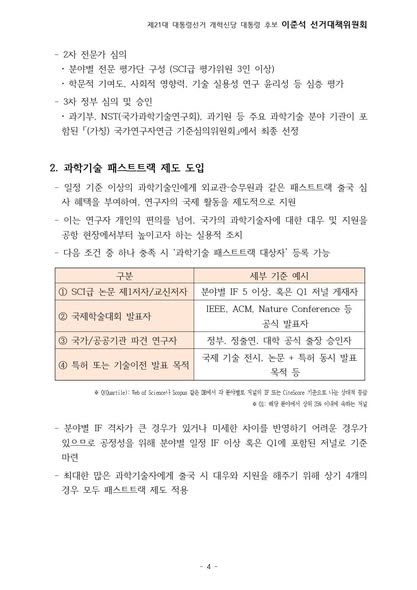 제21대 대통령선거 개혁신당 대통령 후보 이준석 선거대책위원회
- 2차 전문가 심의
• 분야별 전문 평가단 구성 (SCI급 평가위원 3인 이상)
• 학문적 기여도, 사회적 영향력, 기술 실용성 연구 윤리성 등 심층 평가
- 3차 정부 심의 및 승인
• 과기부, NST(국가과학기술연구회), 과기원 등 주요 과학기술 분야 기관이 포
함된 「(가칭) 국가연구자연금 기준심의위원회」에서 최종 선정
2. 과학기술 패스트트랙 제도 도입
- 일정 기준 이상의 과학기술인에게 외교관·승무원과 같은 패스트트랙 출국 심
사 혜택을 부여하여, 연구자의 국제 활동을 제도적으로 지원
- 이는 연구자 개인의 편의를 넘어, 국가의 과학기술자에 대한 대우 및 지원을
공항 현장에서부터 높이고자 하는 실용적 조치
- 다음 조건 중 하나 충족 시 '과학기술 패스트트랙 대상자' 등록 가능
구분 세부 기준 예시
① SCI급 논문 제1저자/교신저자 분야별 IF 5 이상, 혹은 Q1 저널 게재자
② 국제학술대회 발표자 IEEE, ACM, Nature Conference 등
공식 발표자
③ 국가/공공기관 파견 연구자 정부, 정출연, 대학 공식 출장 승인자
④ 특허 또는 기술이전 발표 목적 국제 기술 전시, 논문 + 특허 동시 발표
목적 등
※ Q(Quartile): Web of Science나 Scopus 같은 DB에서 각 분야별로 저널의 IF 또는 CiteScore 기준으로 나눈 상대적 등급
※ Q1: 해당 분야에서 상위 25% 이내에 속하는 저널
- 분야별 IF 격차가 큰 경우가 있거나 미세한 차이를 반영하기 어려운 경우가
있으므로 공정성을 위해 분야별 일정 IF 이상 혹은 Q1에 포함된 저널로 기준
마련
- 최대한 많은 과학기술자에게 출국 시 대우와 지원을 해주기 위해 상기 4개의
경우 모두 패스트트랙 제도 적용
- 4 -